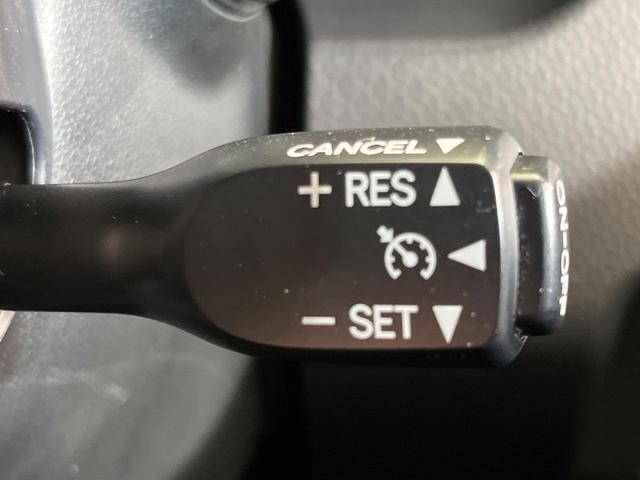 CANCEL ▼
+ RES ▲
◀
− SET ▼
ON-OFF